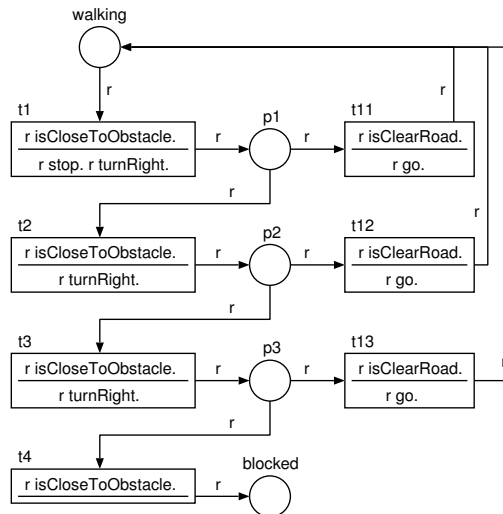 walking
r
r
t1
p1
t11
r isCloseToObstacle.
r
r
r isClearRoad.
r stop. r turnRight.
r go.
r
r
t2
p2
t12
r isCloseToObstacle.
r
r
r isClearRoad.
r turnRight.
r go.
r
t3
p3
t13
r isCloseToObstacle.
r
r
r isClearRoad.
r
r turnRight.
r go.
r
t4
blocked
r isCloseToObstacle.
r